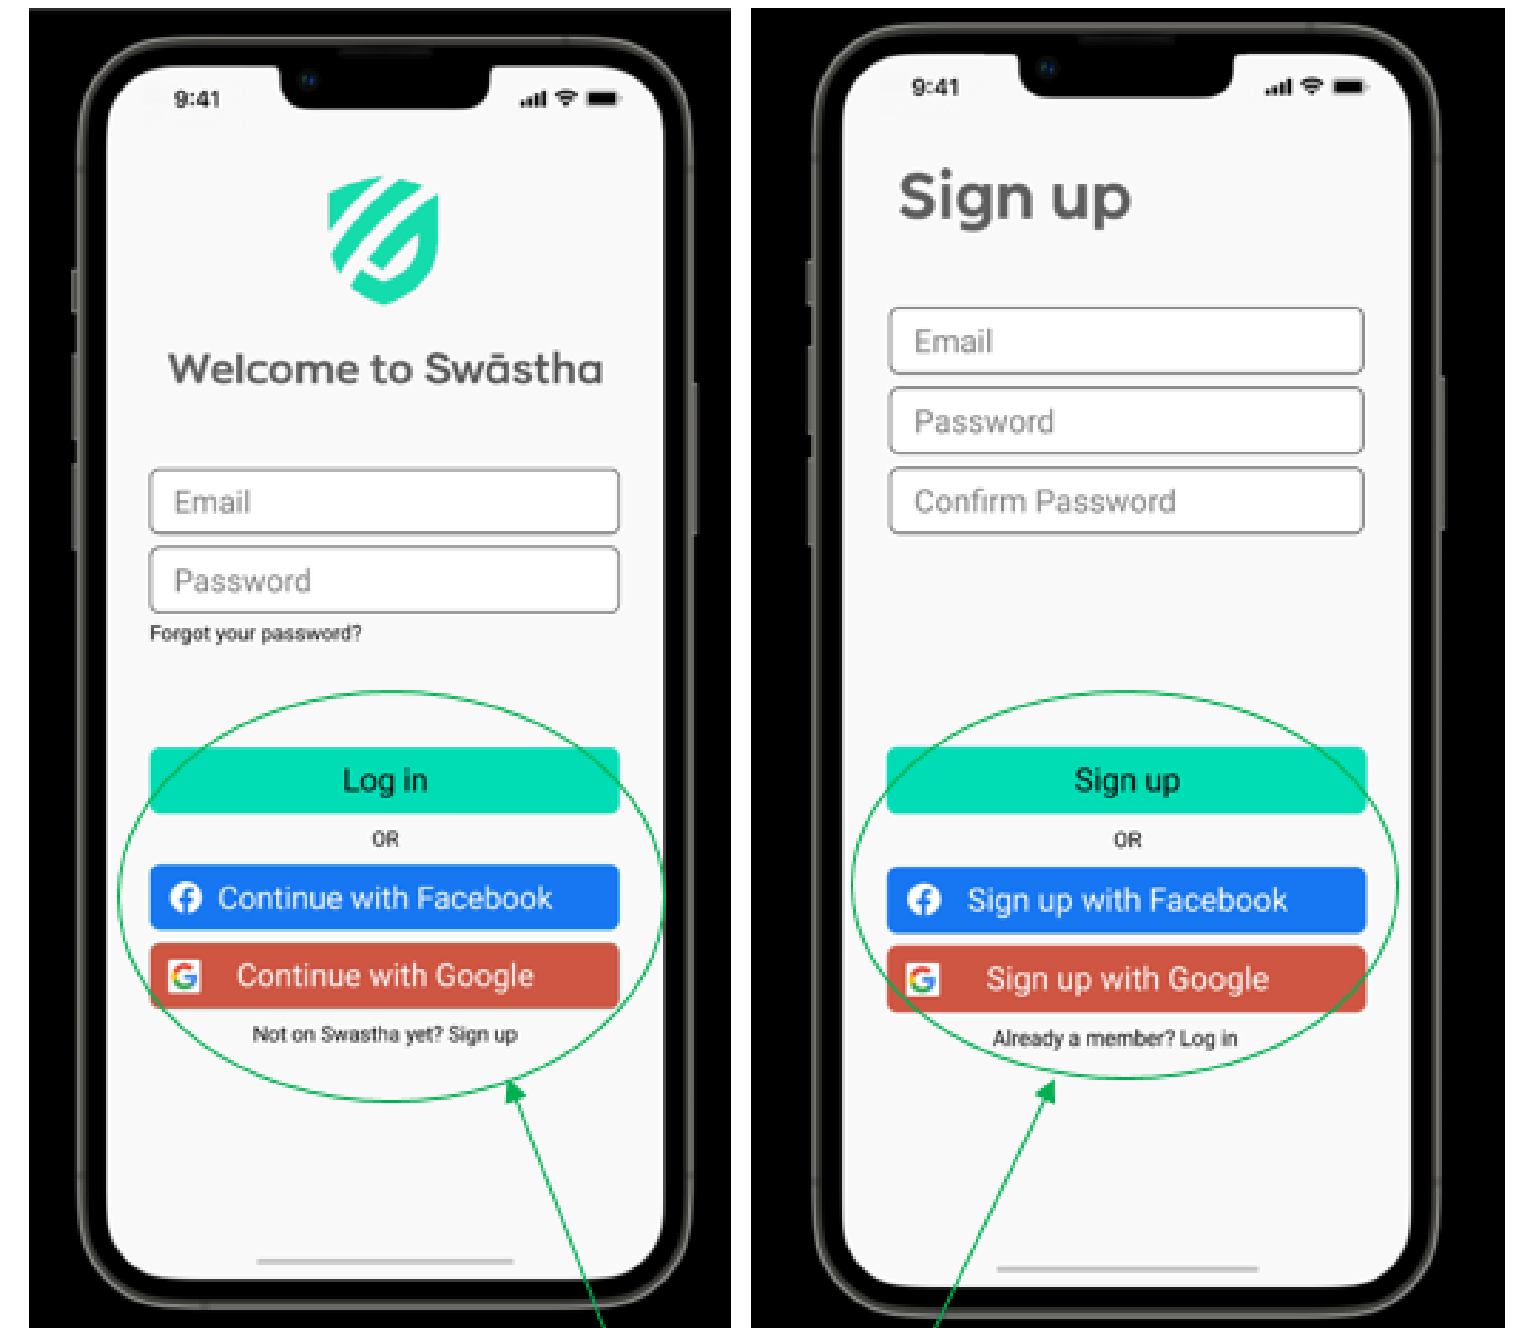 9:41
Welcome to Swāstha
Email
Password
Forgot your password?
Log in
OR
Continue with Facebook
Continue with Google
Not on Swastha yet? Sign up
9:41
Sign up
Email
Password
Confirm Password
Sign up
OR
Sign up with Facebook
Sign up with Google
Already a member? Log in